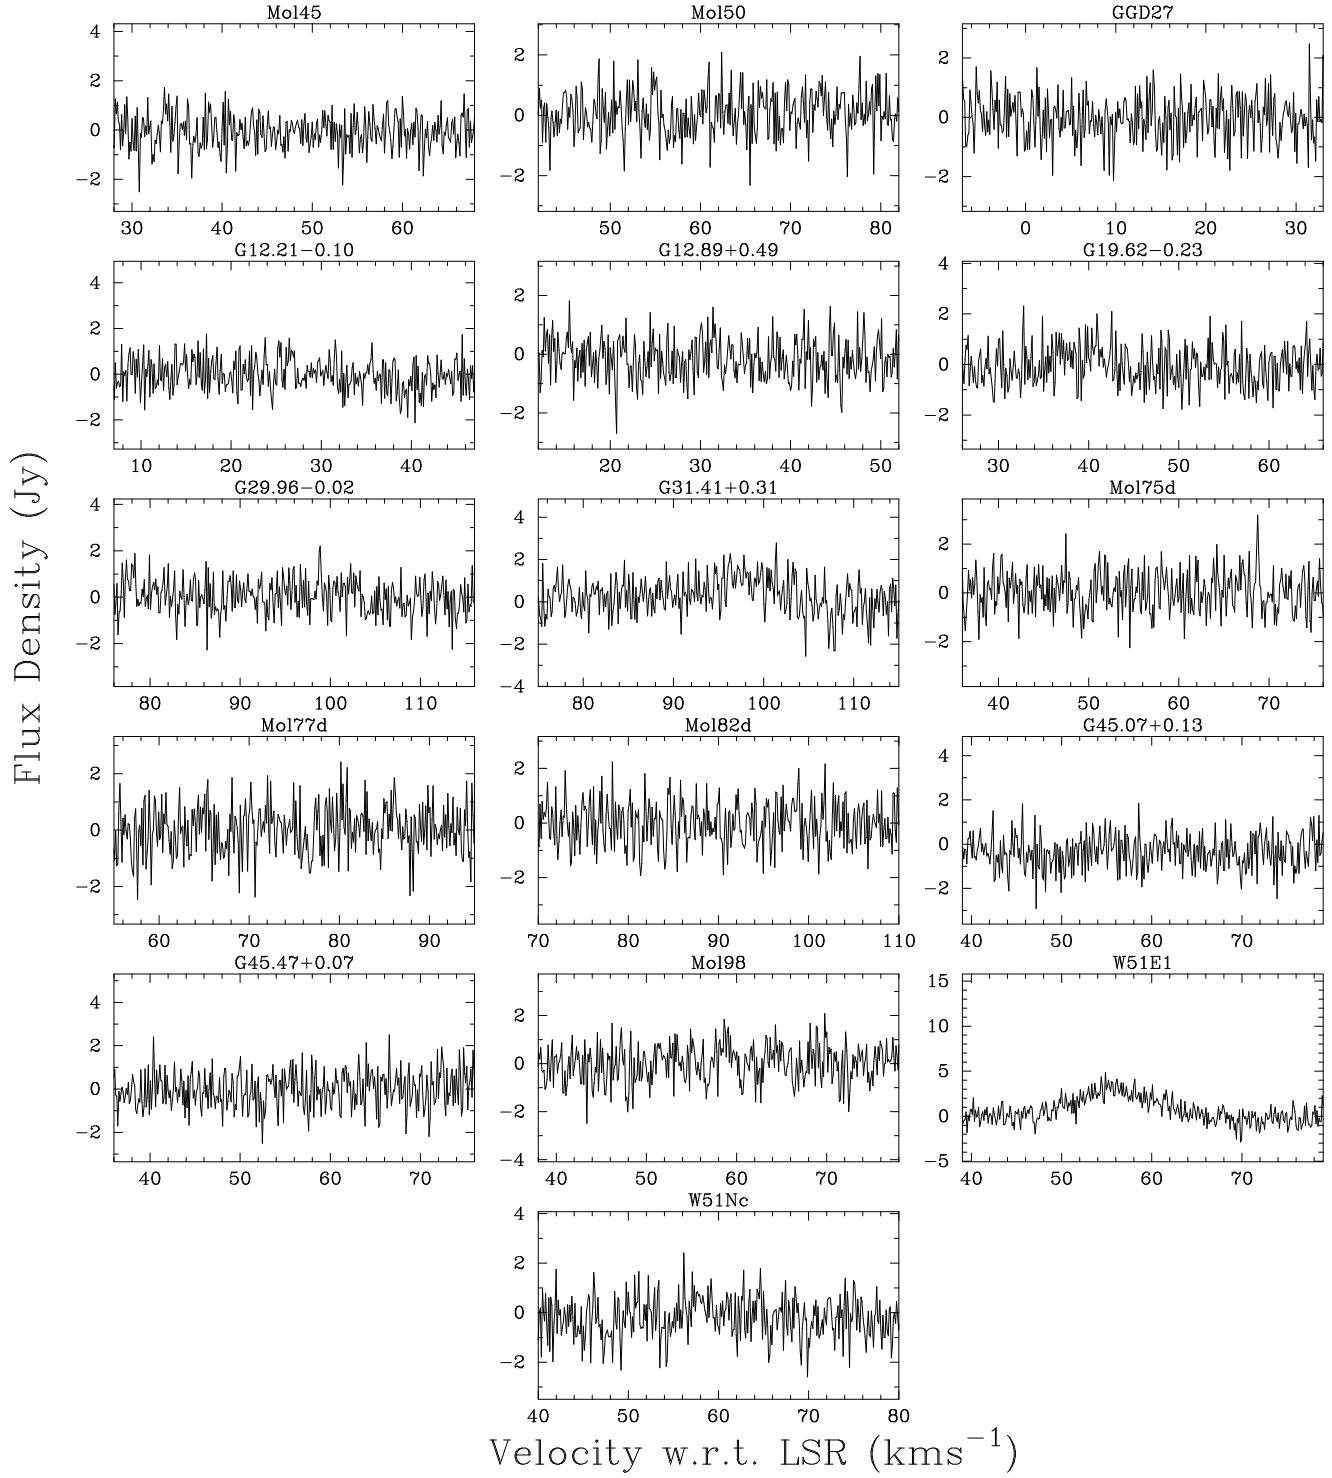 Mol45 Mol50 GGD27
4
2
0
−2
30 40 50 60
2
0
−2
50 60 70 80
2
0
−2
0 10 20 30
G12.21−0.10 G12.89+0.49 G19.62−0.23
4
2
0
−2
10 20 30 40
2
0
−2
20 30 40 50
4
2
0
−2
30 40 50 60
G29.96−0.02 G31.41+0.31 Mol75d
4
2
0
−2
80 90 100 110
4
2
0
−2
−4
80 90 100 110
2
0
−2
40 50 60 70
Mol77d Mol82d G45.07+0.13
2
0
−2
60 70 80 90
2
0
−2
70 80 90 100 110
4
2
0
−2
40 50 60 70
G45.47+0.07 Mol98 W51E1
4
2
0
−2
40 50 60 70
2
0
−2
−4
40 50 60 70
15
10
5
0
−5
40 50 60 70
W51Nc
4
2
0
−2
40 50 60 70 80
Flux Density (Jy)
Velocity w.r.t. LSR (kms−1)